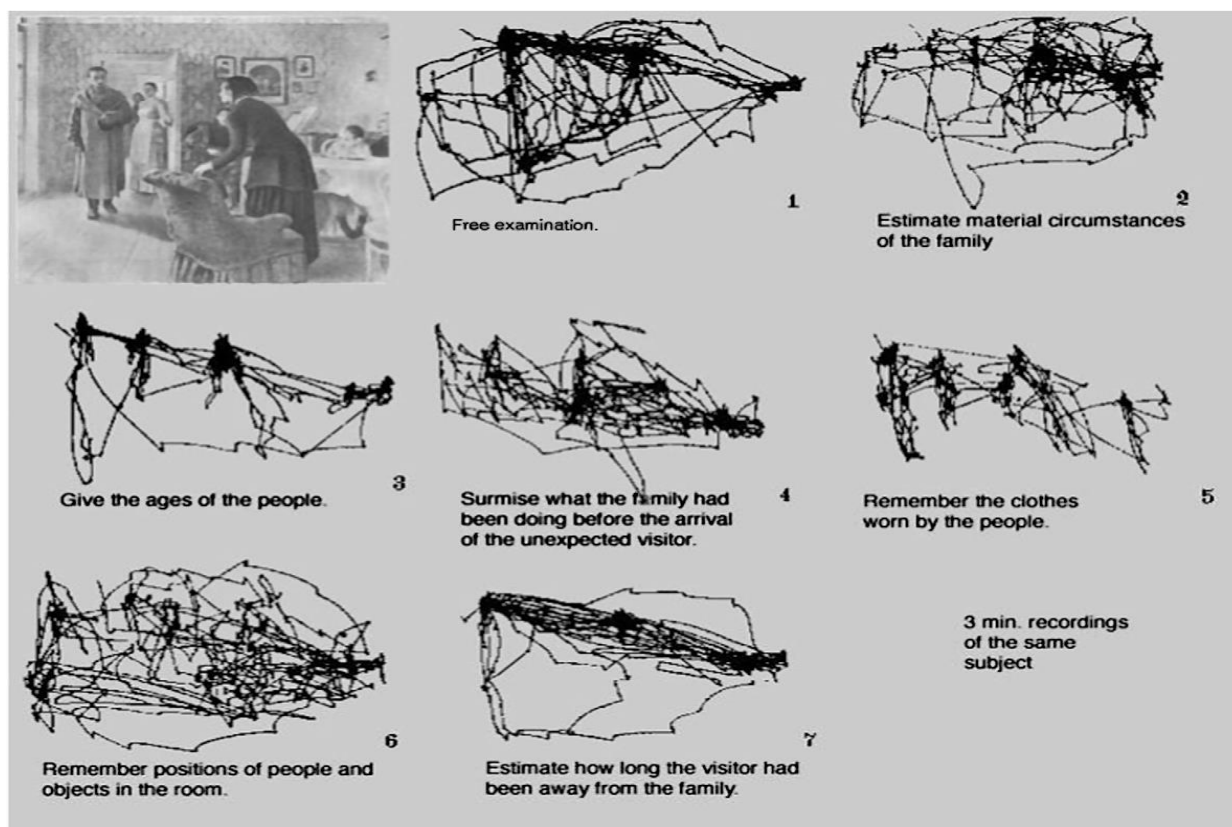 1
Free examination.
2
Estimate material circumstances
of the family
3
Give the ages of the people.
4
Surmise what the family had
been doing before the arrival
of the unexpected visitor.
5
Remember the clothes
worn by the people.
6
Remember positions of people and
objects in the room.
7
Estimate how long the visitor had
been away from the family.
3 min. recordings
of the same
subject